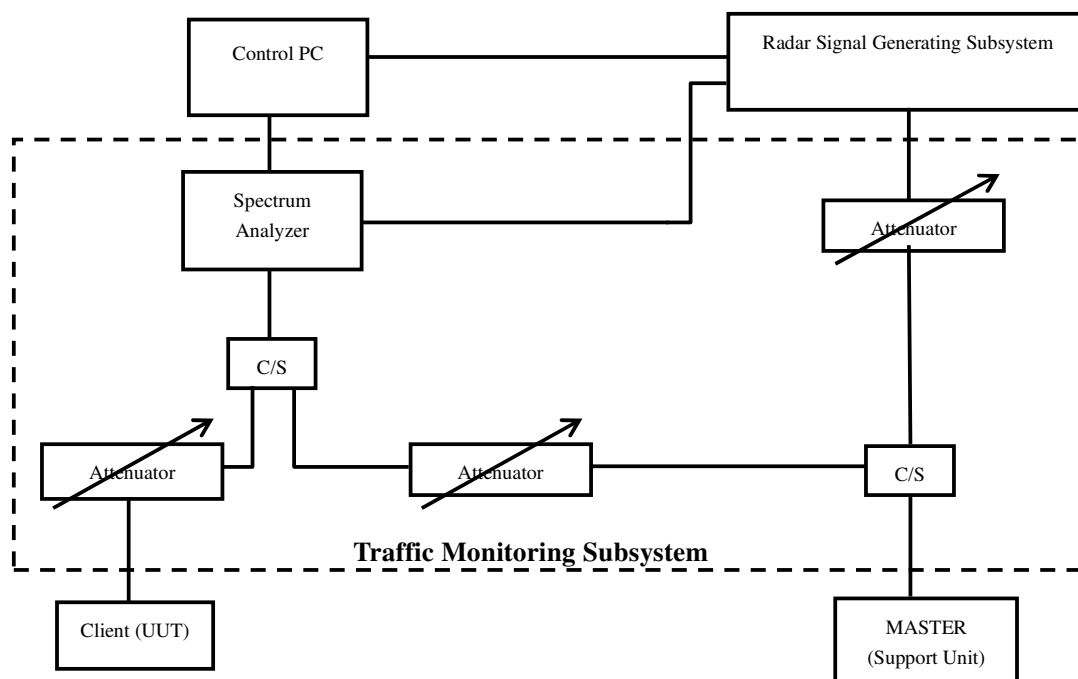 Control PC
Radar Signal Generating Subsystem
Spectrum
Analyzer
Attenuator
C/S
Attenuator
Attenuator
C/S
Traffic Monitoring Subsystem
Client (UUT)
MASTER
(Support Unit)